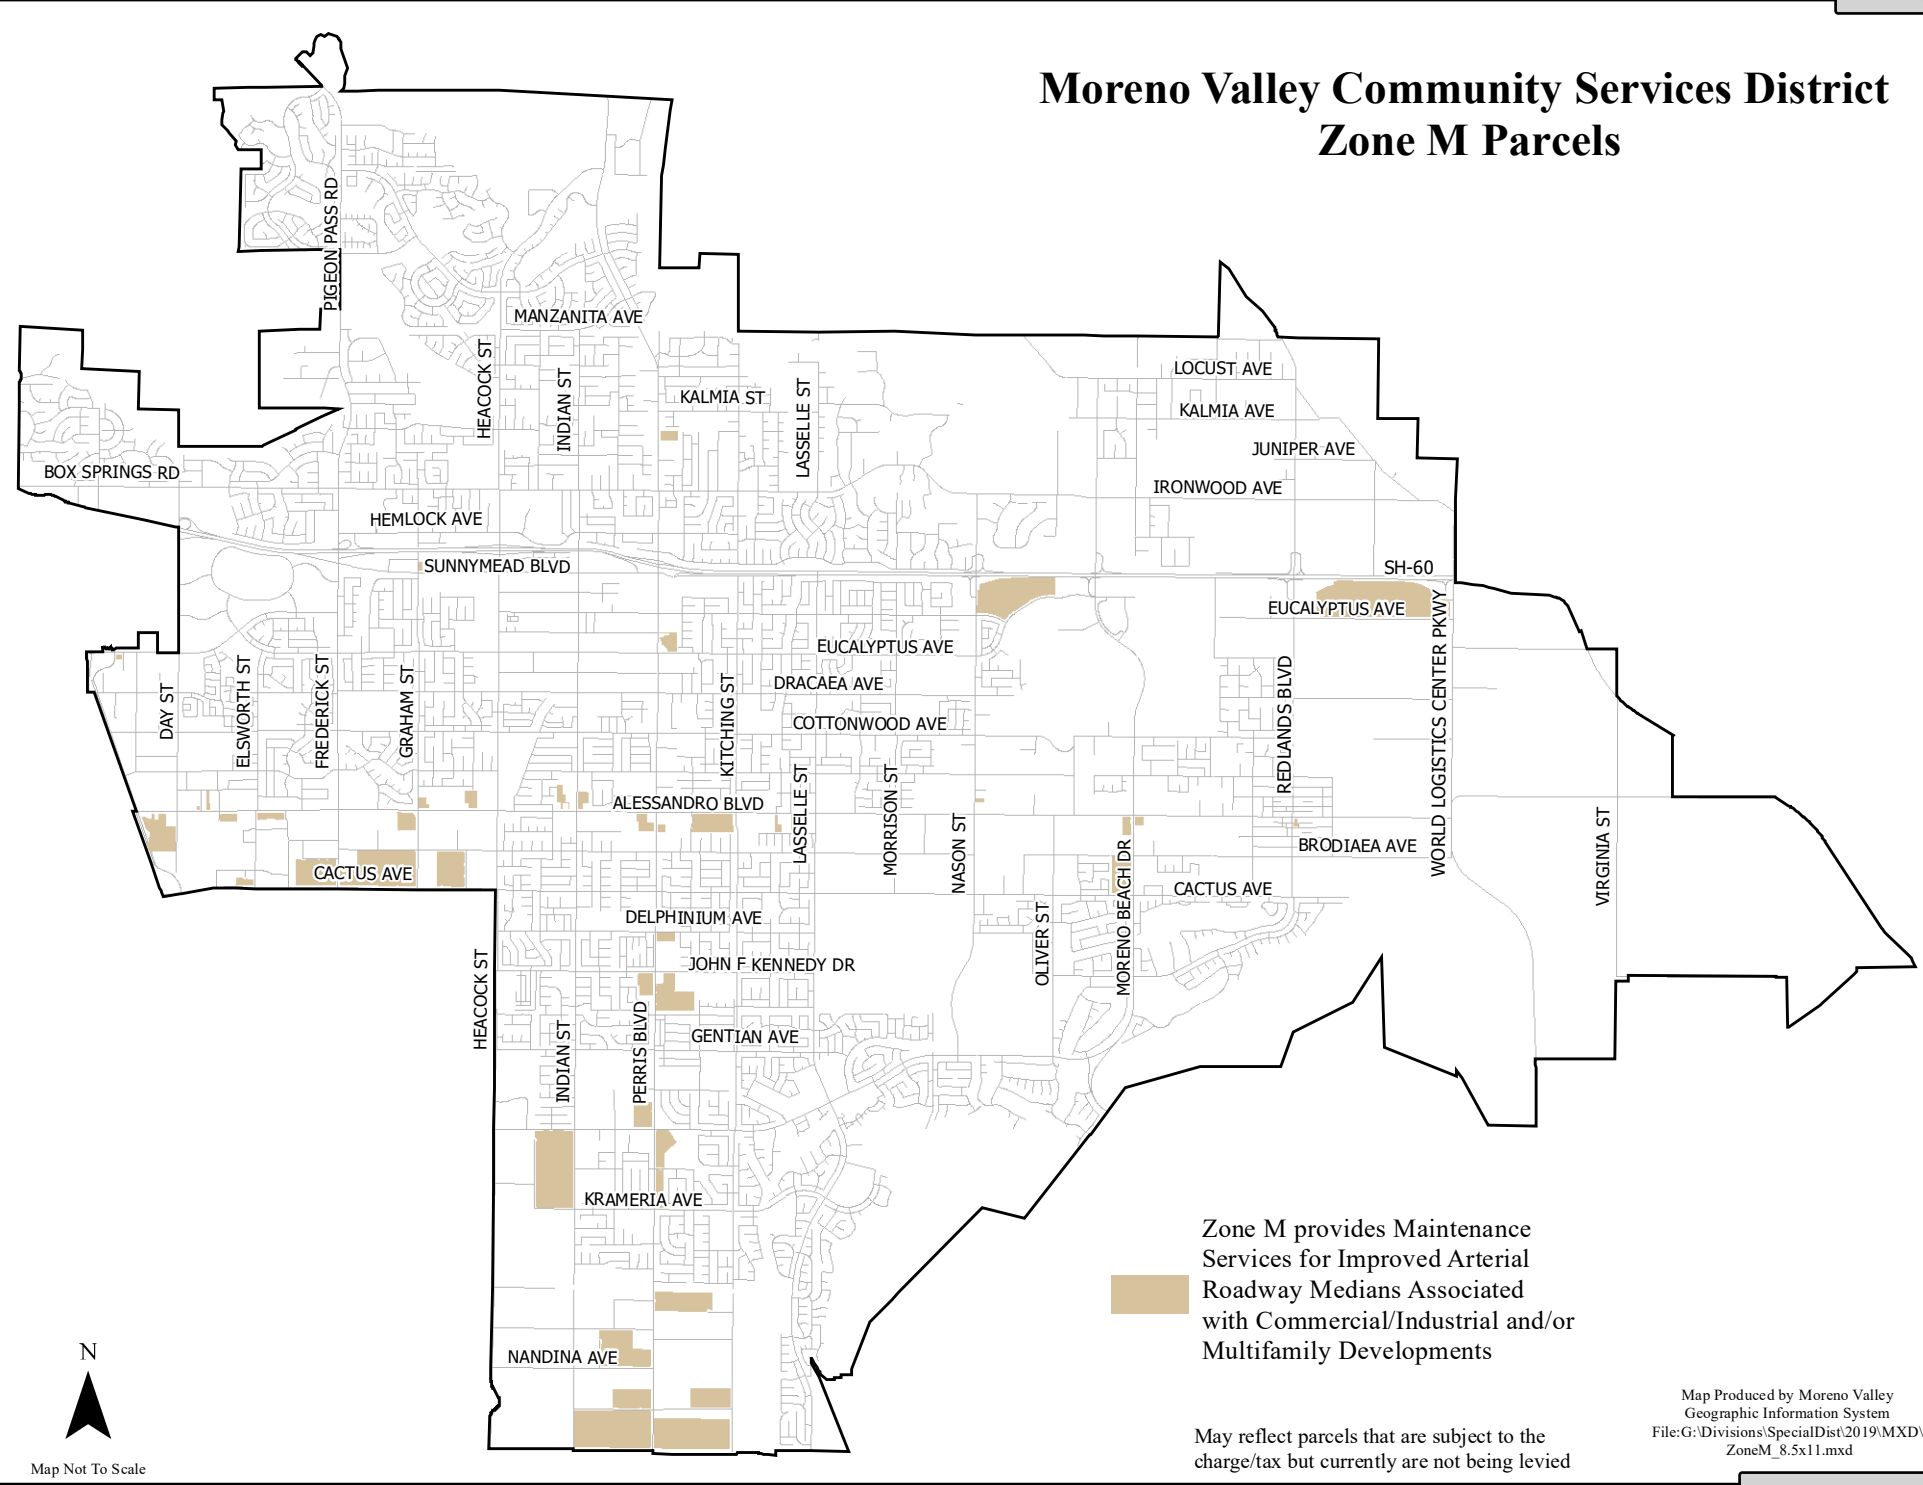 Moreno Valley Community Services District
Zone M Parcels
PIGEON PASS RD
MANZANITA AVE
HEACOCK ST
INDIAN ST
KALMIA ST
LASSELLE ST
LOCUST AVE
KALMIA AVE
JUNIPER AVE
BOX SPRINGS RD
IRONWOOD AVE
HEMLOCK AVE
SUNNYMEAD BLVD
SH-60
EUCALYPTUS AVE
EUCALYPTUS AVE
DRACAEA AVE
COTTONWOOD AVE
DAY ST
ELSWORTH ST
FREDERICK ST
GRAHAM ST
KITCHING ST
REDLANDS BLVD
WORLD LOGISTICS CENTER PKWY
ALESSANDRO BLVD
LASSELLE ST
MORRISON ST
NASON ST
MORENO BEACH DR
BRODIAEA AVE
VIRGINIA ST
CACTUS AVE
CACTUS AVE
DELPHINIUM AVE
OLIVER ST
HEACOCK ST
JOHN F KENNEDY DR
INDIAN ST
PERRIS BLVD
GENTIAN AVE
KRAMERIA AVE
NANDINA AVE
Zone M provides Maintenance
Services for Improved Arterial
Roadway Medians Associated
with Commercial/Industrial and/or
Multifamily Developments
May reflect parcels that are subject to the
charge/tax but currently are not being levied
N
Map Not To Scale
Map Produced by Moreno Valley
Geographic Information System
File:G:\Divisions\SpecialDist\2019\MXD\
ZoneM_8.5x11.mxd